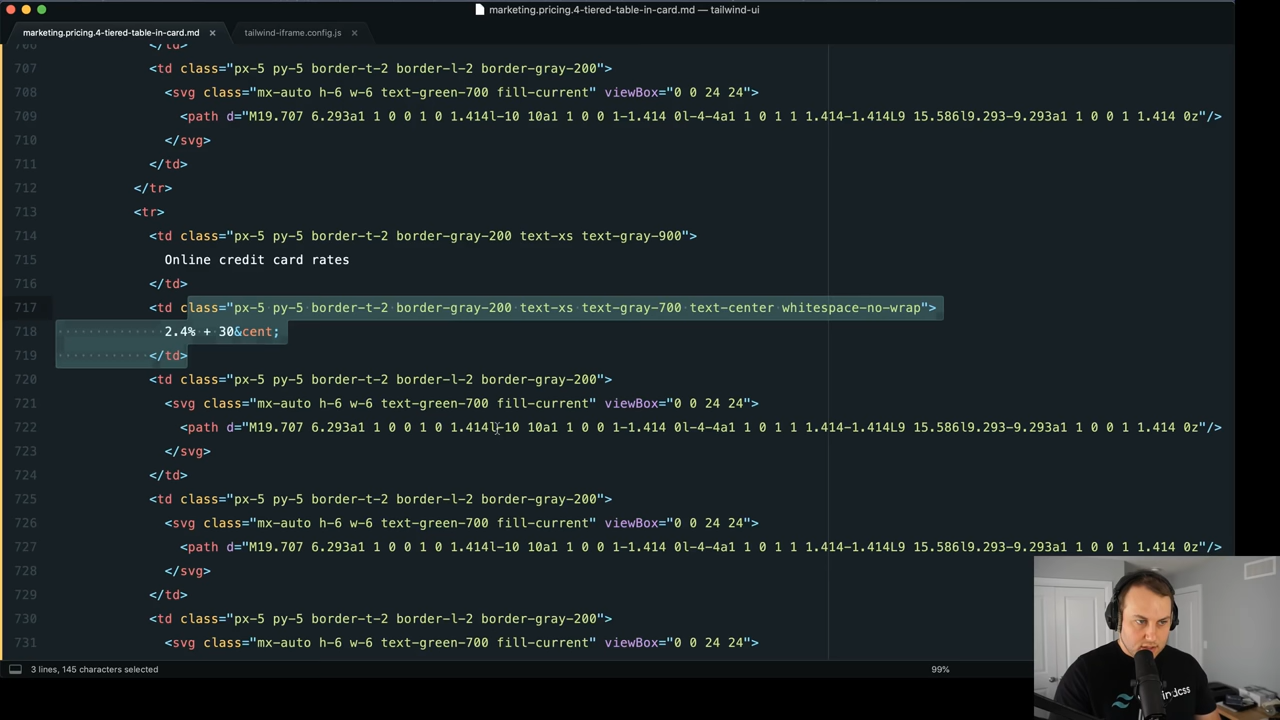 marketing.pricing.4-tiered-table-in-card.md — tailwind-ui
marketing.pricing.4-tiered-table-in-card.md × tailwind-iframe.config.js ×
706 </td>
707 <td class="px-5 py-5 border-t-2 border-l-2 border-gray-200">
708 <svg class="mx-auto h-6 w-6 text-green-700 fill-current" viewBox="0 0 24 24">
709 <path d="M19.707 6.293a1 1 0 0 1 0 1.414l-10 10a1 1 0 0 1-1.414 0l-4-4a1 1 0 1 1 1.414-1.414L9 15.586l9.293-9.293a1 1 0 0 1 1.414 0z"/>
710 </svg>
711 </td>
712 </tr>
713 <tr>
714 <td class="px-5 py-5 border-t-2 border-gray-200 text-xs text-gray-900">
715 Online credit card rates
716 </td>
717 <td class="px-5 py-5 border-t-2 border-gray-200 text-xs text-gray-700 text-center whitespace-no-wrap">
718 2.4% + 30&cent;
719 </td>
720 <td class="px-5 py-5 border-t-2 border-l-2 border-gray-200">
721 <svg class="mx-auto h-6 w-6 text-green-700 fill-current" viewBox="0 0 24 24">
722 <path d="M19.707 6.293a1 1 0 0 1 0 1.414l-10 10a1 1 0 0 1-1.414 0l-4-4a1 1 0 1 1 1.414-1.414L9 15.586l9.293-9.293a1 1 0 0 1 1.414 0z"/>
723 </svg>
724 </td>
725 <td class="px-5 py-5 border-t-2 border-l-2 border-gray-200">
726 <svg class="mx-auto h-6 w-6 text-green-700 fill-current" viewBox="0 0 24 24">
727 <path d="M19.707 6.293a1 1 0 0 1 0 1.414l-10 10a1 1 0 0 1-1.414 0l-4-4a1 1 0 1 1 1.414-1.414L9 15.586l9.293-9.293a1 1 0 0 1 1.414 0z"/>
728 </svg>
729 </td>
730 <td class="px-5 py-5 border-t-2 border-l-2 border-gray-200">
731 <svg class="mx-auto h-6 w-6 text-green-700 fill-current" viewBox="0 0 24 24">
3 lines, 145 characters selected
99%